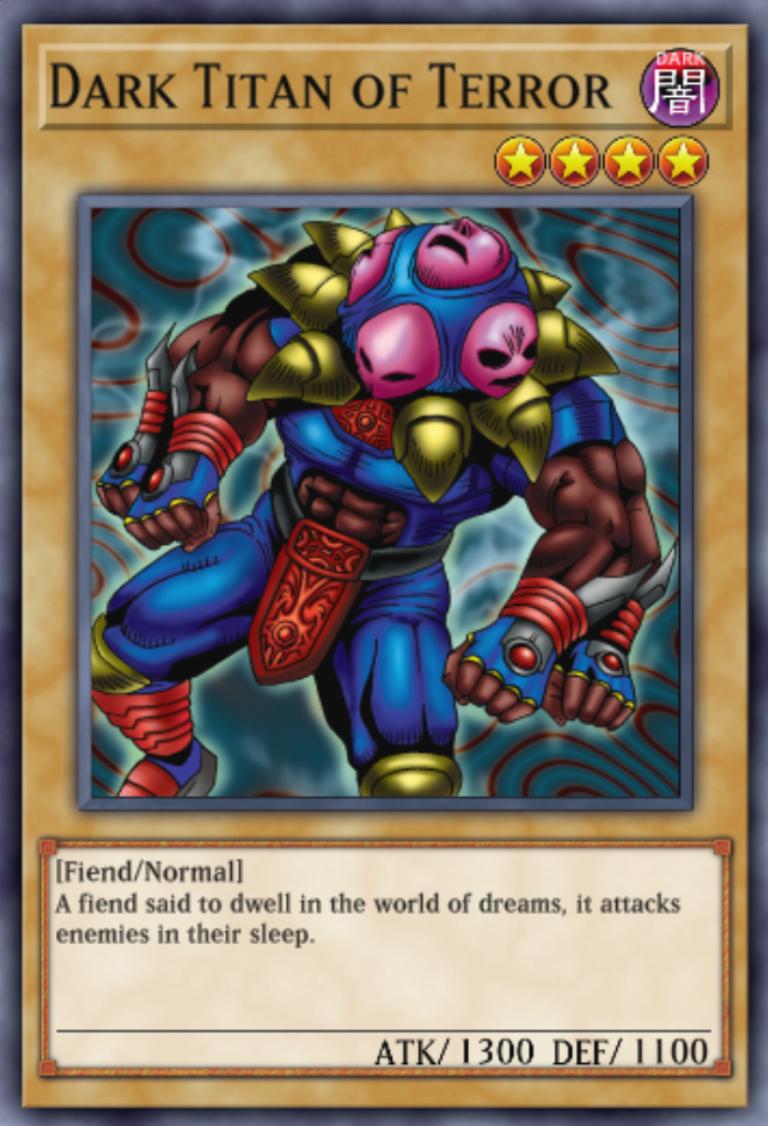 DARK TITAN OF TERROR
DARK
闇
[Fiend/Normal]
A fiend said to dwell in the world of dreams, it attacks
enemies in their sleep.
ATK/ 1300 DEF/ 1100